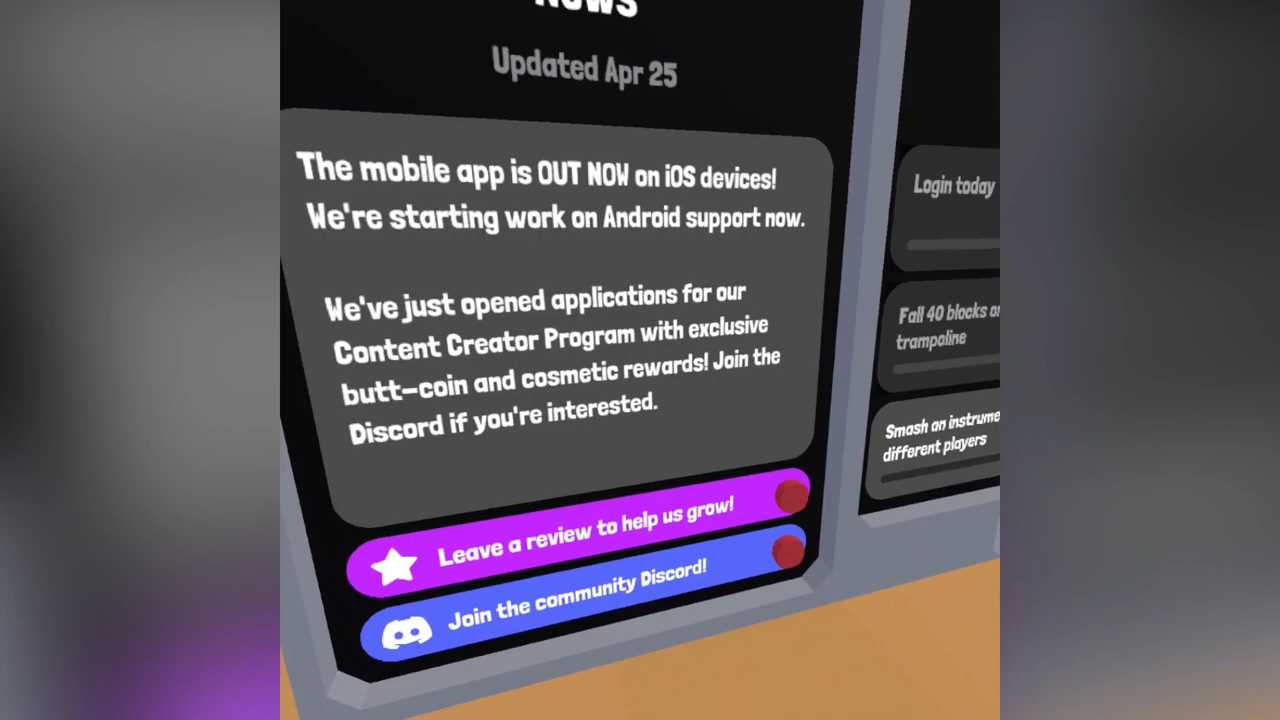 News
Updated Apr 25
The mobile app is OUT NOW on iOS devices!
We're starting work on Android support now.
We've just opened applications for our
Content Creator Program with exclusive
butt-coin and cosmetic rewards! Join the
Discord if you're interested.
Leave a review to help us grow!
Join the community Discord!
Login today
Fall 40 blocks
trampoline
Smash an
different players